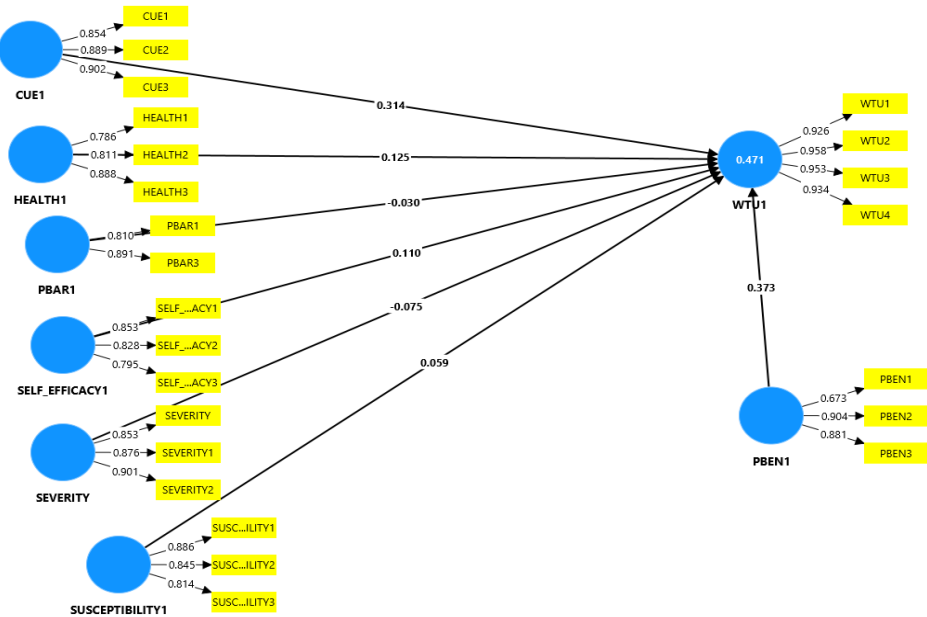 CUE1
0.854
CUE2
0.889
0.902
CUE3
CUE1
0.314
HEALTH1
0.786
HEALTH2
0.811
0.125
0.888
HEALTH3
HEALTH1
WTU1
0.926
WTU2
0.958
0.471
0.953
WTU3
0.934
WTU1
WTU4
-0.030
PBAR1
0.810
0.891
PBAR3
PBAR1
0.110
0.373
SELF_...ACY1
0.853
-0.075
0.828
SELF_...ACY2
0.795
SELF_...ACY3
SELF_EFFICACY1
0.059
SEVERITY
0.853
0.876
SEVERITY1
0.901
SEVERITY2
SEVERITY
PBEN1
0.673
0.904
PBEN2
0.881
PBEN3
PBEN1
SUSC...ILITY1
0.886
0.845
SUSC...ILITY2
0.814
SUSC...ILITY3
SUSCEPTIBILITY1